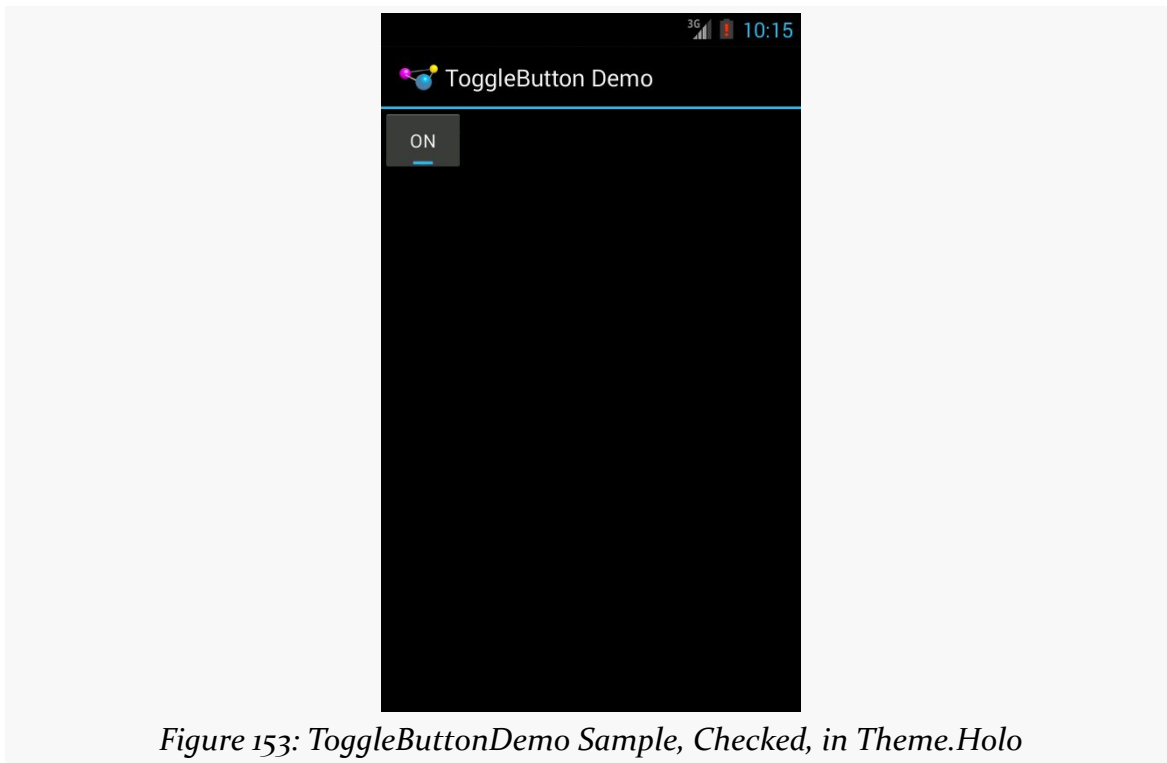 3G 10:15
ToggleButton Demo
ON
Figure 153: ToggleButtonDemo Sample, Checked, in Theme.Holo